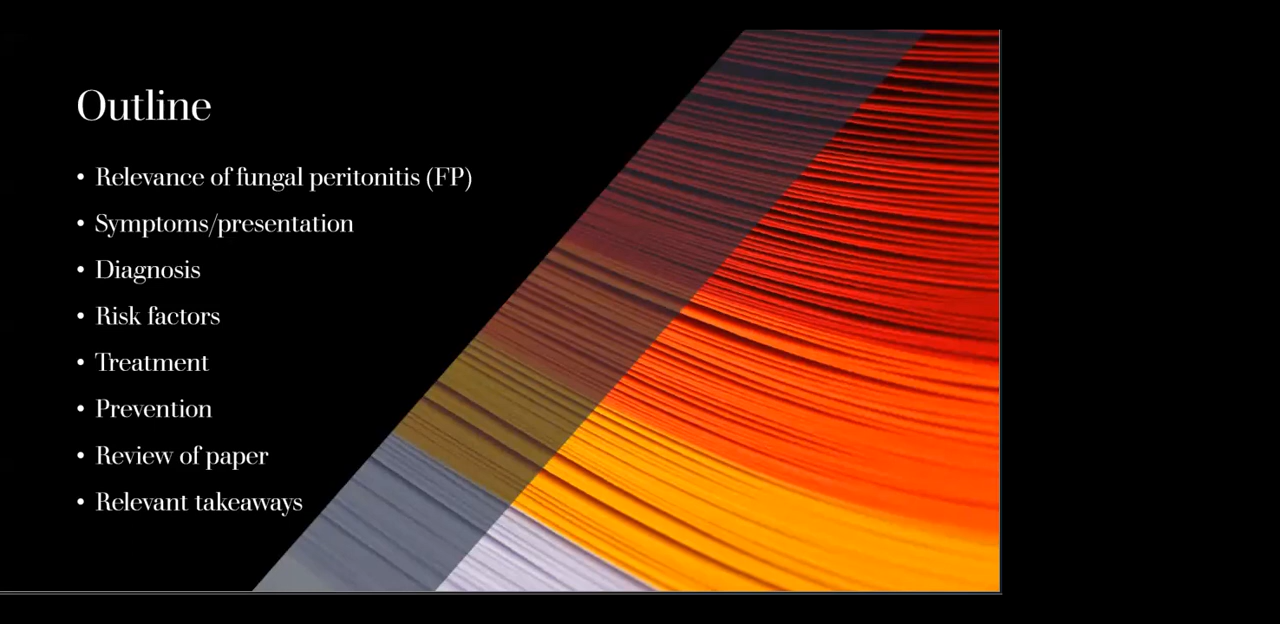 Outline
• Relevance of fungal peritonitis (FP)
• Symptoms/presentation
• Diagnosis
• Risk factors
• Treatment
• Prevention
• Review of paper
• Relevant takeaways